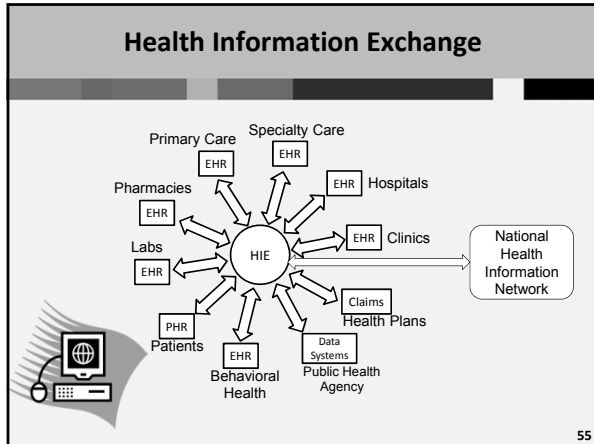 Health Information Exchange
Specialty Care
Primary Care
EHR
EHR
EHR
Hospitals
Pharmacies
EHR
EHR
Clinics
Labs
EHR
HIE
National
Health
Information
Network
Claims
Health Plans
PHR
Patients
EHR
Behavioral
Health
Data
Systems
Public Health
Agency
55